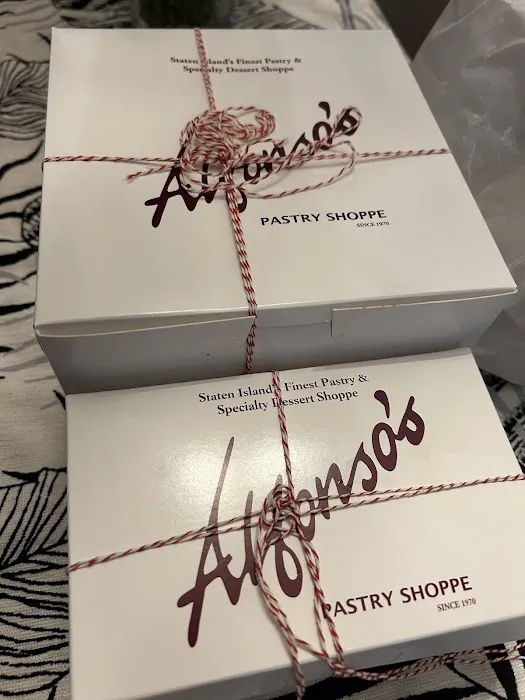 Staten Island's Finest Pastry &
Specialty Dessert Shoppe
Alfonso's
PASTRY SHOPPE
SINCE 1970
Staten Island's Finest Pastry &
Specialty Dessert Shoppe
Alfonso's
PASTRY SHOPPE
SINCE 1970